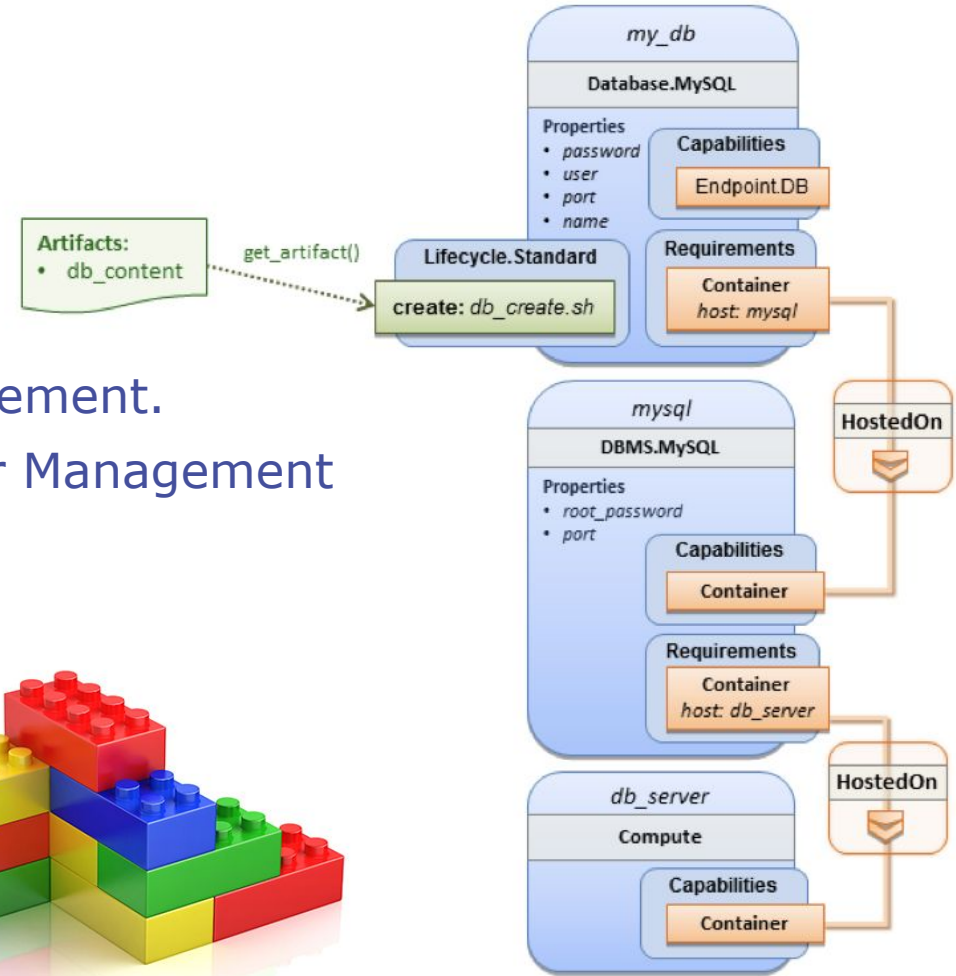 my_db
Database.MySQL
Properties
• password
• user
• port
• name
Capabilities
Endpoint.DB
Requirements
Container
host: mysql
Lifecycle.Standard
create: db_create.sh
Artifacts:
• db_content
get_artifact()
HostedOn
ement.
r Management
mysql
DBMS.MySQL
Properties
• root_password
• port
Capabilities
Container
Requirements
Container
host: db_server
HostedOn
db_server
Compute
Capabilities
Container